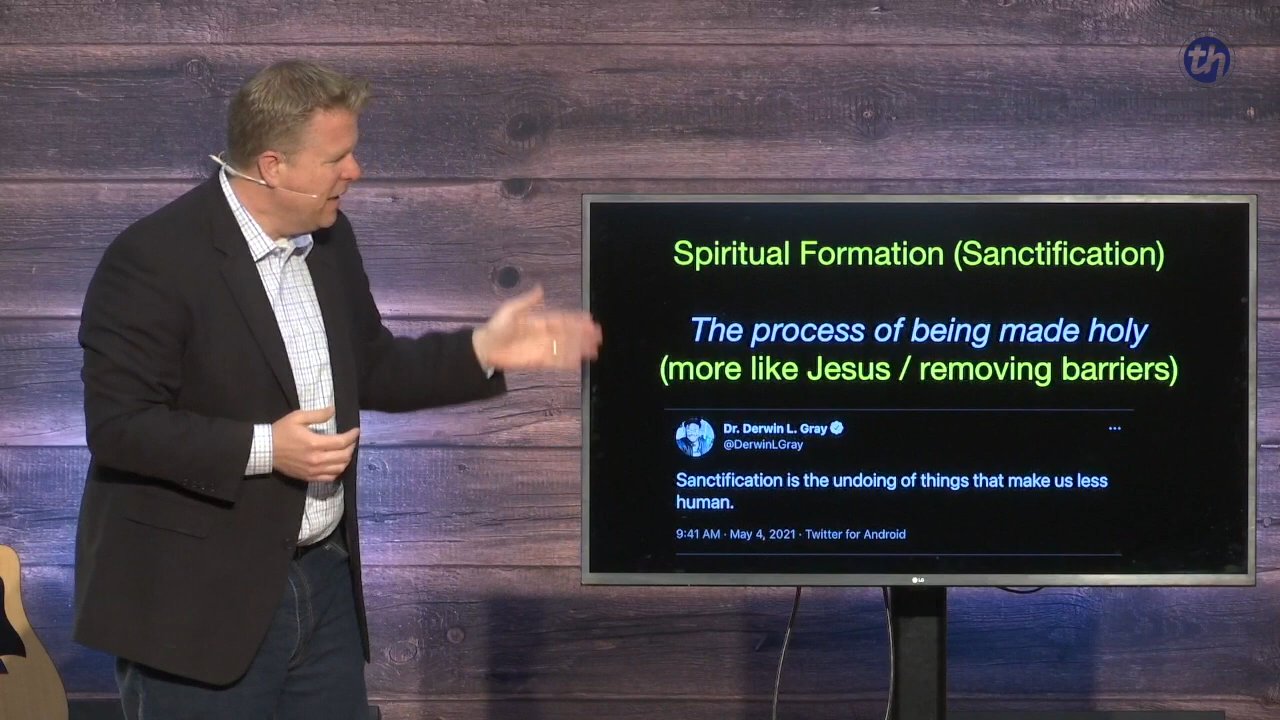 th
Spiritual Formation (Sanctification)
The process of being made holy
(more like Jesus / removing barriers)
Dr. Derwin L. Gray
@DerwinLGray
Sanctification is the undoing of things that make us less
human.
9:41 AM · May 4, 2021 · Twitter for Android
LG